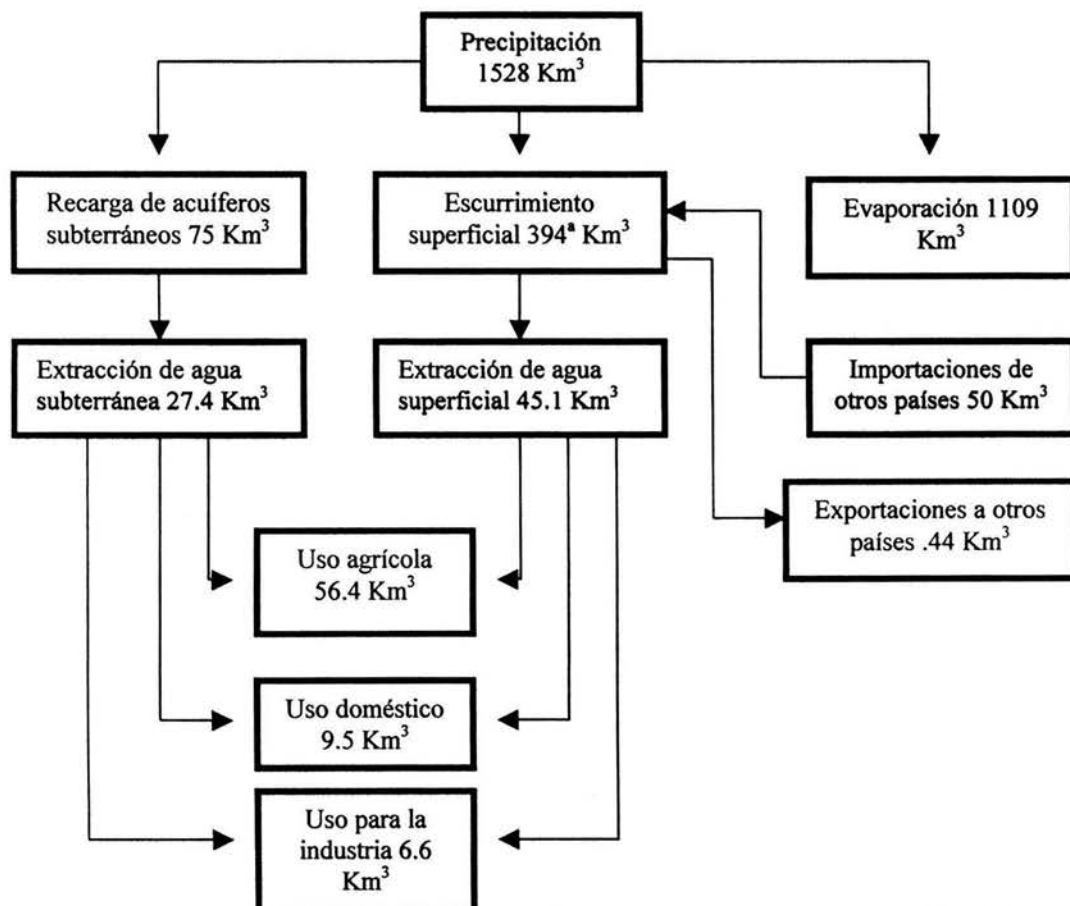 Precipitación
1528 Km³
Recarga de acuíferos
subterráneos 75 Km³
Escurrimiento
superficial 394ª Km³
Evaporación 1109
Km³
Extracción de agua
subterránea 27.4 Km³
Extracción de agua
superficial 45.1 Km³
Importaciones de
otros países 50 Km³
Exportaciones a otros
países .44 Km³
Uso agrícola
56.4 Km³
Uso doméstico
9.5 Km³
Uso para la
industria 6.6
Km³